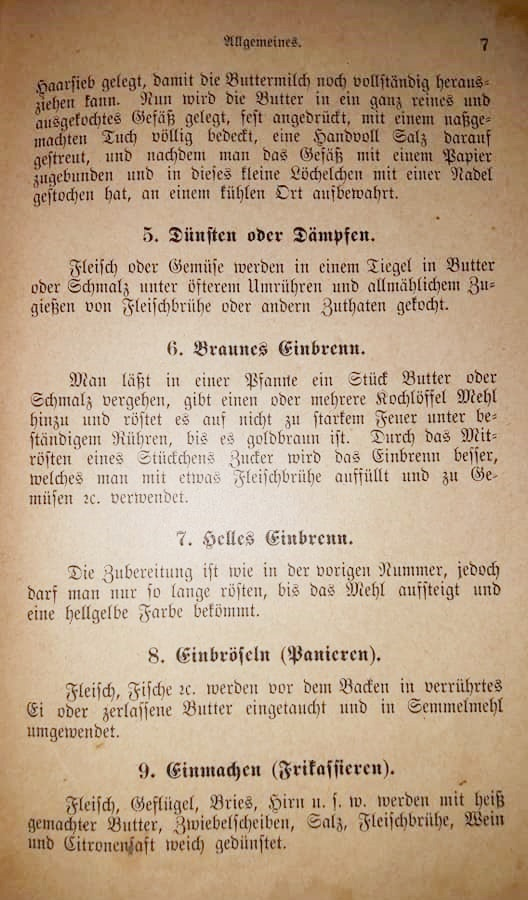 Allgemeines. 7
Haarsieb gelegt, damit die Buttermilch noch vollständig heraus-
ziehen kann. Nun wird die Butter in ein ganz reines und
ausgekochtes Gefäß gelegt, fest angedrückt, mit einem naßge-
machten Tuch völlig bedeckt, eine Handvoll Salz darauf
gestreut, und nachdem man das Gefäß mit einem Papier
zugebunden und in dieses kleine Löchelchen mit einer Nadel
gestochen hat, an einem kühlen Ort aufbewahrt.
5. Dünsten oder Dämpfen.
Fleisch oder Gemüse werden in einem Tiegel in Butter
oder Schmalz unter öfterem Umrühren und allmählichem Zu-
gießen von Fleischbrühe oder andern Zuthaten gekocht.
6. Braunes Einbrenn.
Man läßt in einer Pfanne ein Stück Butter oder
Schmalz vergehen, gibt einen oder mehrere Kochlöffel Mehl
hinzu und röstet es auf nicht zu starkem Feuer unter be-
ständigem Rühren, bis es goldbraun ist. Durch das Mit-
rösten eines Stückchens Zucker wird das Einbrenn besser,
welches man mit etwas Fleischbrühe auffüllt und zu Ge-
müsen ꝛc. verwendet.
7. Helles Einbrenn.
Die Zubereitung ist wie in der vorigen Nummer, jedoch
darf man nur so lange rösten, bis das Mehl aufsteigt und
eine hellgelbe Farbe bekömmt.
8. Einbröseln (Panieren).
Fleisch, Fische ꝛc. werden vor dem Backen in verrührtes
Ei oder zerlassene Butter eingetaucht und in Semmelmehl
umgewendet.
9. Einmachen (Frikassieren).
Fleisch, Geflügel, Bries, Hirn u. s. w. werden mit heiß
gemachter Butter, Zwiebelscheiben, Salz, Fleischbrühe, Wein
und Citronensaft weich gedünstet.